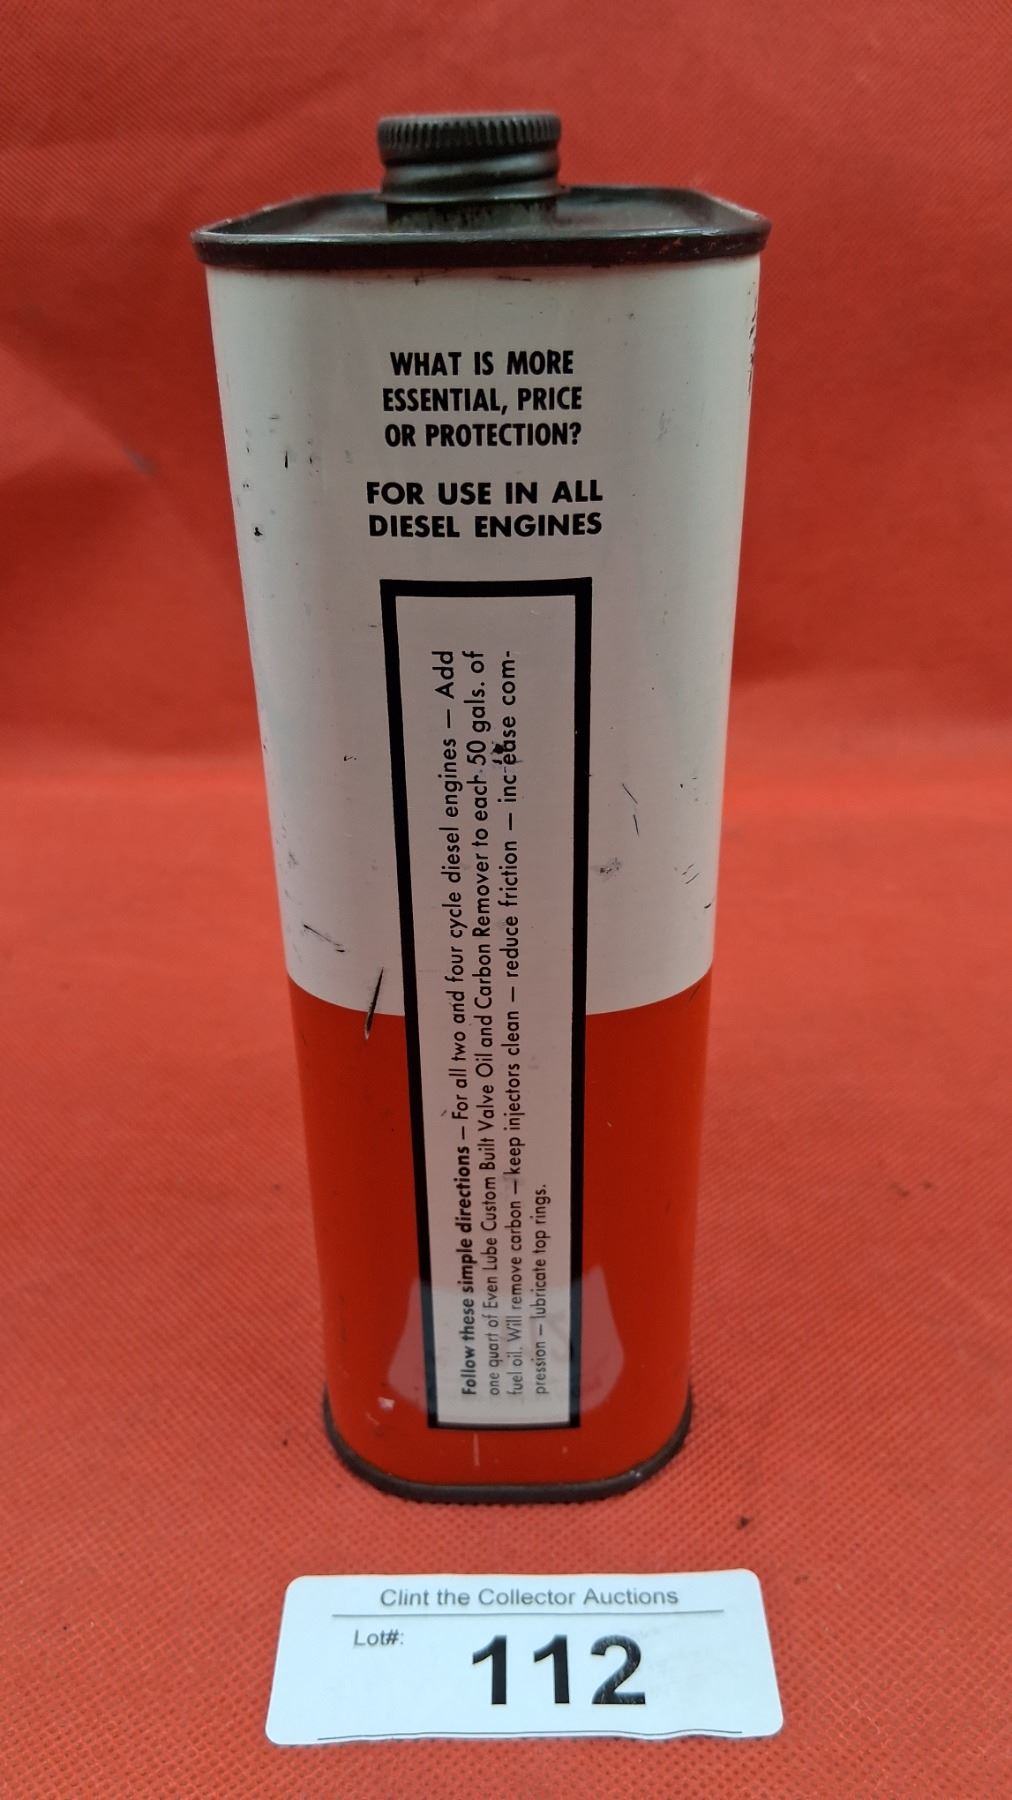 WHAT IS MORE
ESSENTIAL, PRICE
OR PROTECTION?
FOR USE IN ALL
DIESEL ENGINES
Follow these simple directions — For all two and four cycle diesel engines — Add
one quart of Even Lube Custom Built Valve Oil and Carbon Remover to each 50 gals. of
fuel oil. Will remove carbon — keep injectors clean — reduce friction — increase com-
pression — lubricate top rings.
Clint the Collector Auctions
Lot#:
112